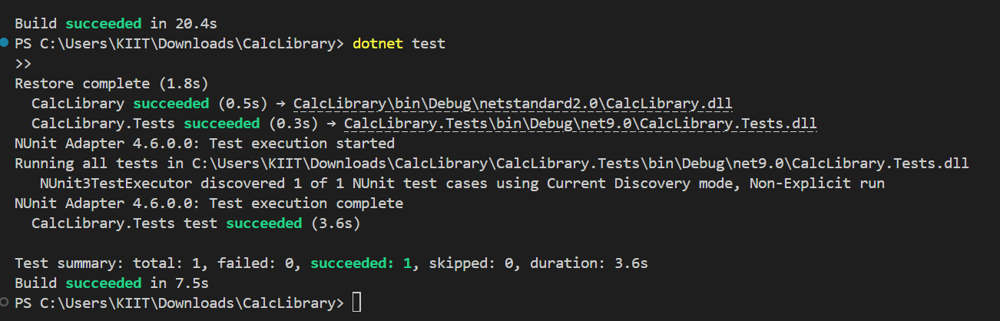 Build succeeded in 20.4s
PS C:\Users\KIIT\Downloads\CalcLibrary> dotnet test
>>
Restore complete (1.8s)
  CalcLibrary succeeded (0.5s) → CalcLibrary\bin\Debug\netstandard2.0\CalcLibrary.dll
  CalcLibrary.Tests succeeded (0.3s) → CalcLibrary.Tests\bin\Debug\net9.0\CalcLibrary.Tests.dll
NUnit Adapter 4.6.0.0: Test execution started
Running all tests in C:\Users\KIIT\Downloads\CalcLibrary\CalcLibrary.Tests\bin\Debug\net9.0\CalcLibrary.Tests.dll
   NUnit3TestExecutor discovered 1 of 1 NUnit test cases using Current Discovery mode, Non-Explicit run
NUnit Adapter 4.6.0.0: Test execution complete
  CalcLibrary.Tests test succeeded (3.6s)

Test summary: total: 1, failed: 0, succeeded: 1, skipped: 0, duration: 3.6s
Build succeeded in 7.5s
PS C:\Users\KIIT\Downloads\CalcLibrary>